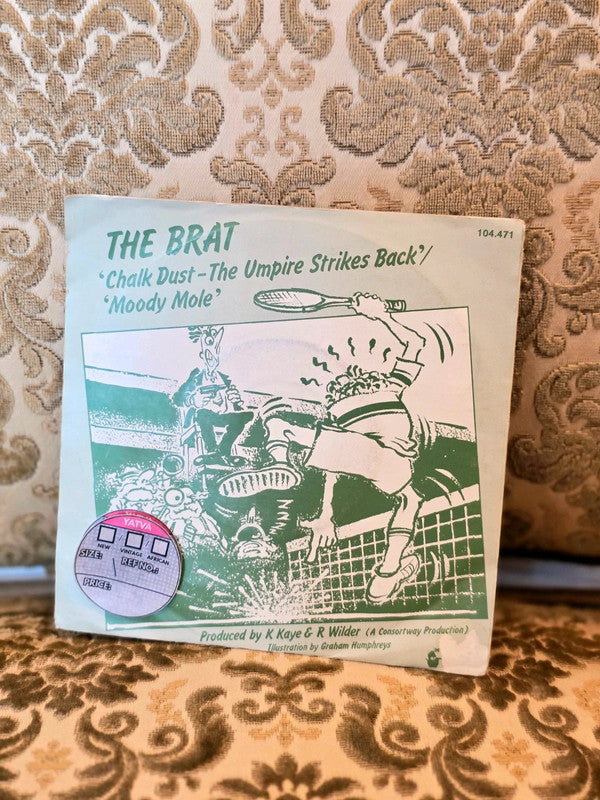 THE BRAT
104.471
'Chalk Dust – The Umpire Strikes Back'/
'Moody Mole'
YATVA
NEW
VINTAGE
AFRICAN
SIZE:
REF NO.:
PRICE:
Produced by K Kaye & R Wilder (A Consortway Production)
Illustration by Graham Humphreys